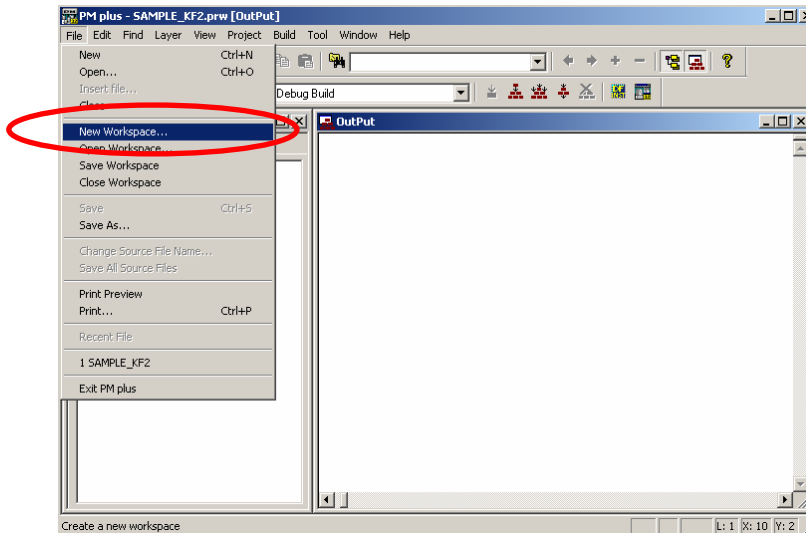 PM plus - SAMPLE_KF2.prw [OutPut]
File Edit Find Layer View Project Build Tool Window Help
New Ctrl+N
Open... Ctrl+O
Insert file...
Close
Debug Build
New Workspace...
OutPut
Open Workspace...
Save Workspace
Close Workspace
Save Ctrl+S
Save As...
Change Source File Name...
Save All Source Files
Print Preview
Print... Ctrl+P
Recent File
1 SAMPLE_KF2
Exit PM plus
Create a new workspace
L: 1 X: 10 Y: 2